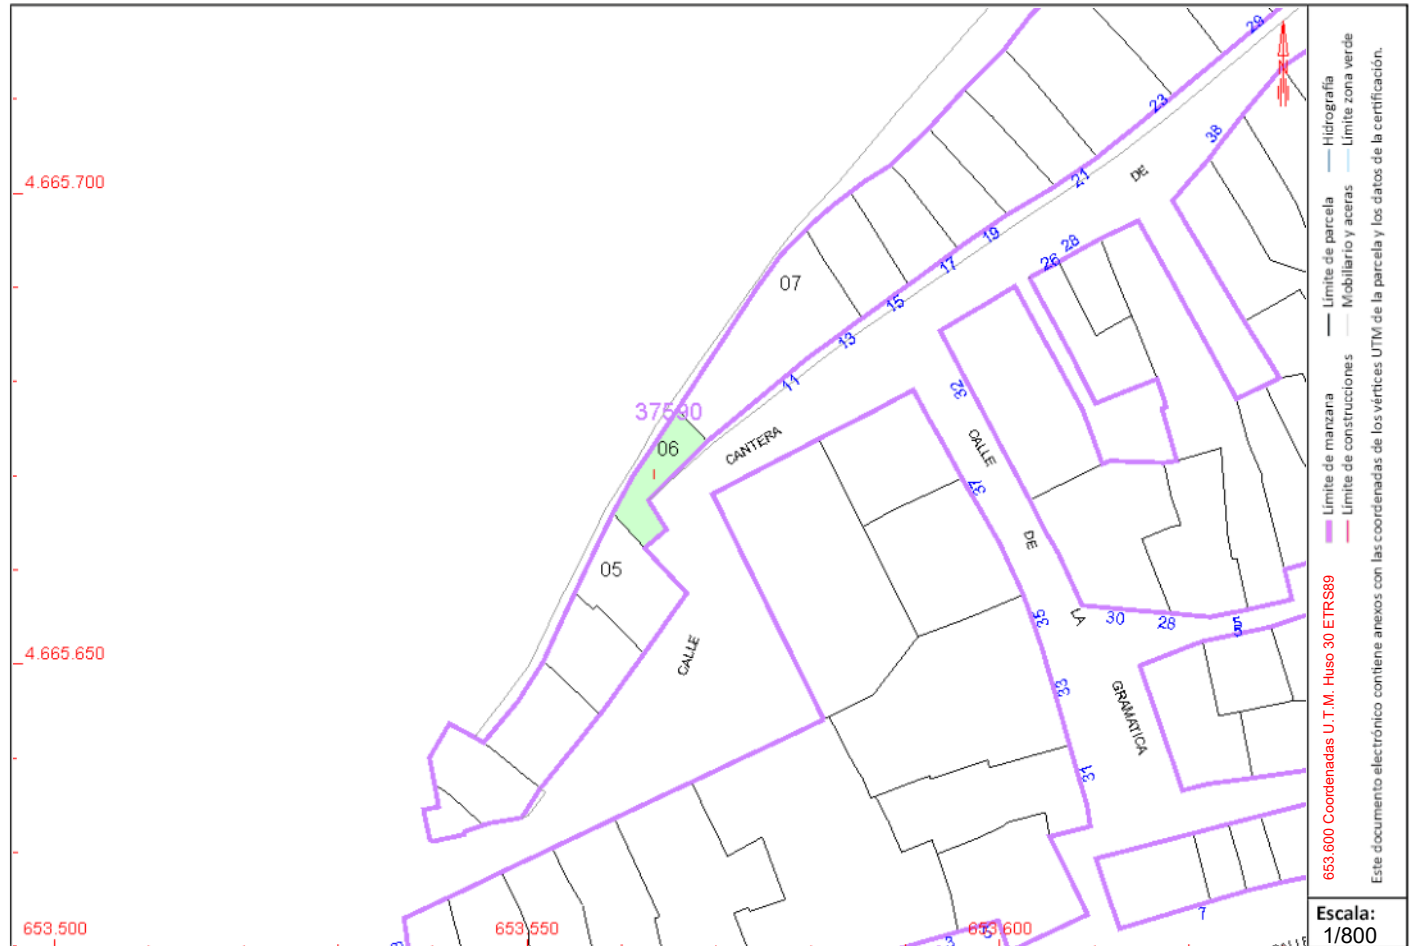 29
23
38
DE
4.665.700
21
19
28
26
17
07
15
13
11
32
37590
06
CANTERA
CALLE
37
DE
05
35
LA
30
28
5
CALLE
4.665.650
33
GRAMATICA
31
7
653.500
653.550
653.600
Límite de manzana
Límite de parcela
Hidrografía
Límite de construcciones
Mobiliario y aceras
Límite zona verde
653.600 Coordenadas U.T.M. Huso 30 ETRS89
Este documento electrónico contiene anexos con las coordenadas de los vértices UTM de la parcela y los datos de la certificación.
Escala:
1/800